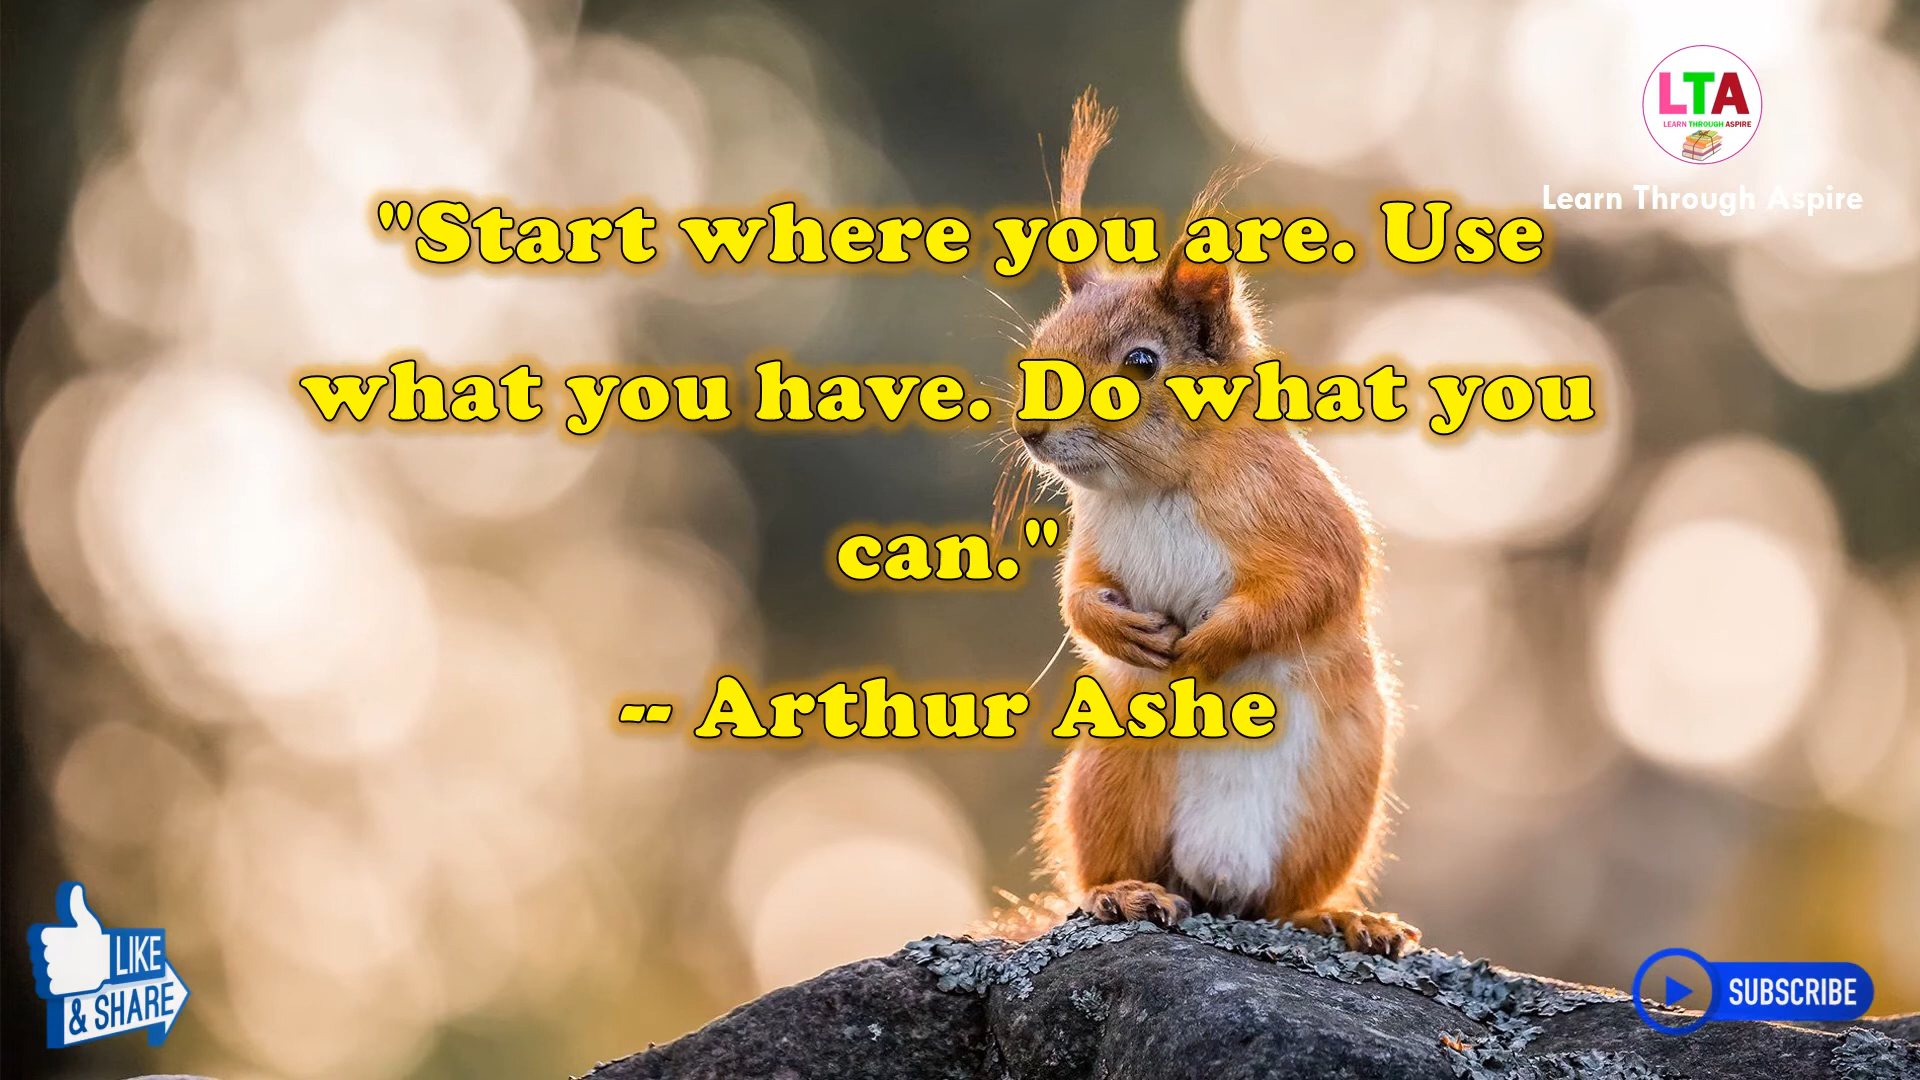 LTA
LEARN THROUGH ASPIRE
Learn Through Aspire
"Start where you are. Use
what you have. Do what you
can."
-- Arthur Ashe
LIKE
& SHARE
SUBSCRIBE